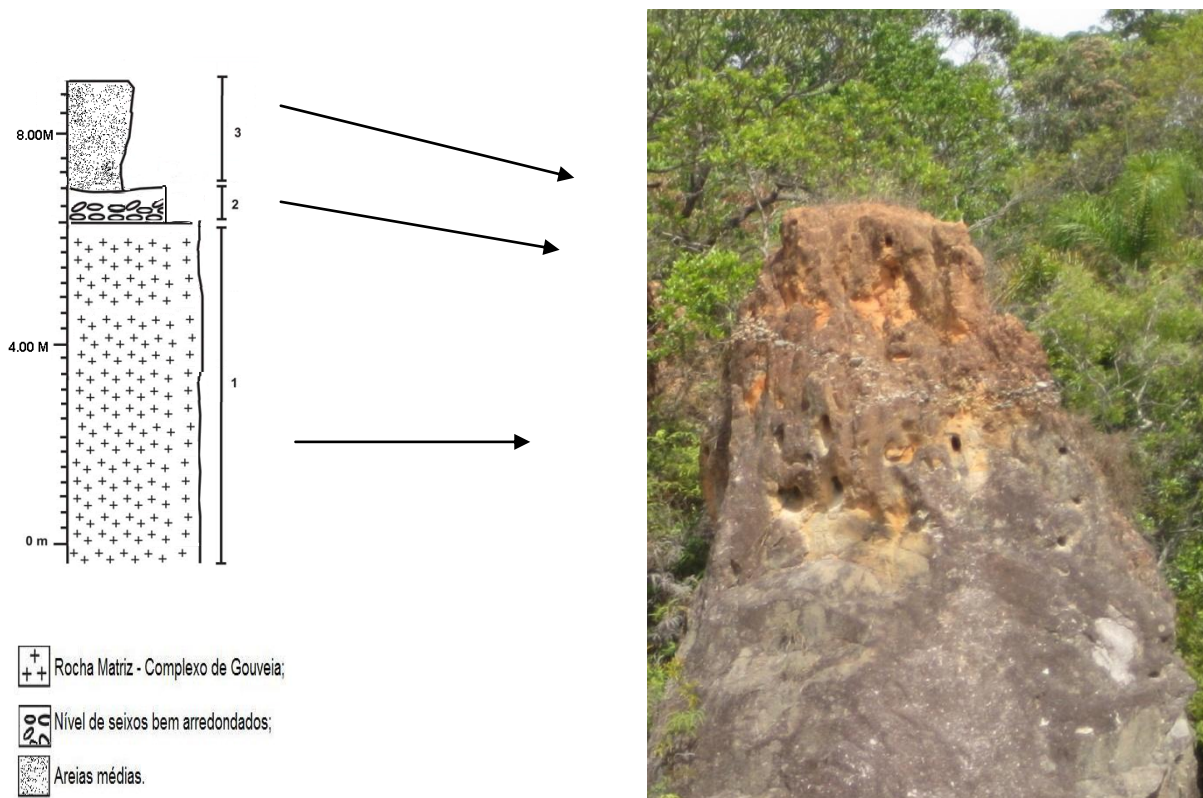 8.00M
3
2
4.00 M
1
0 m
Rocha Matriz - Complexo de Gouveia;
Nível de seixos bem arredondados;
Areias médias.